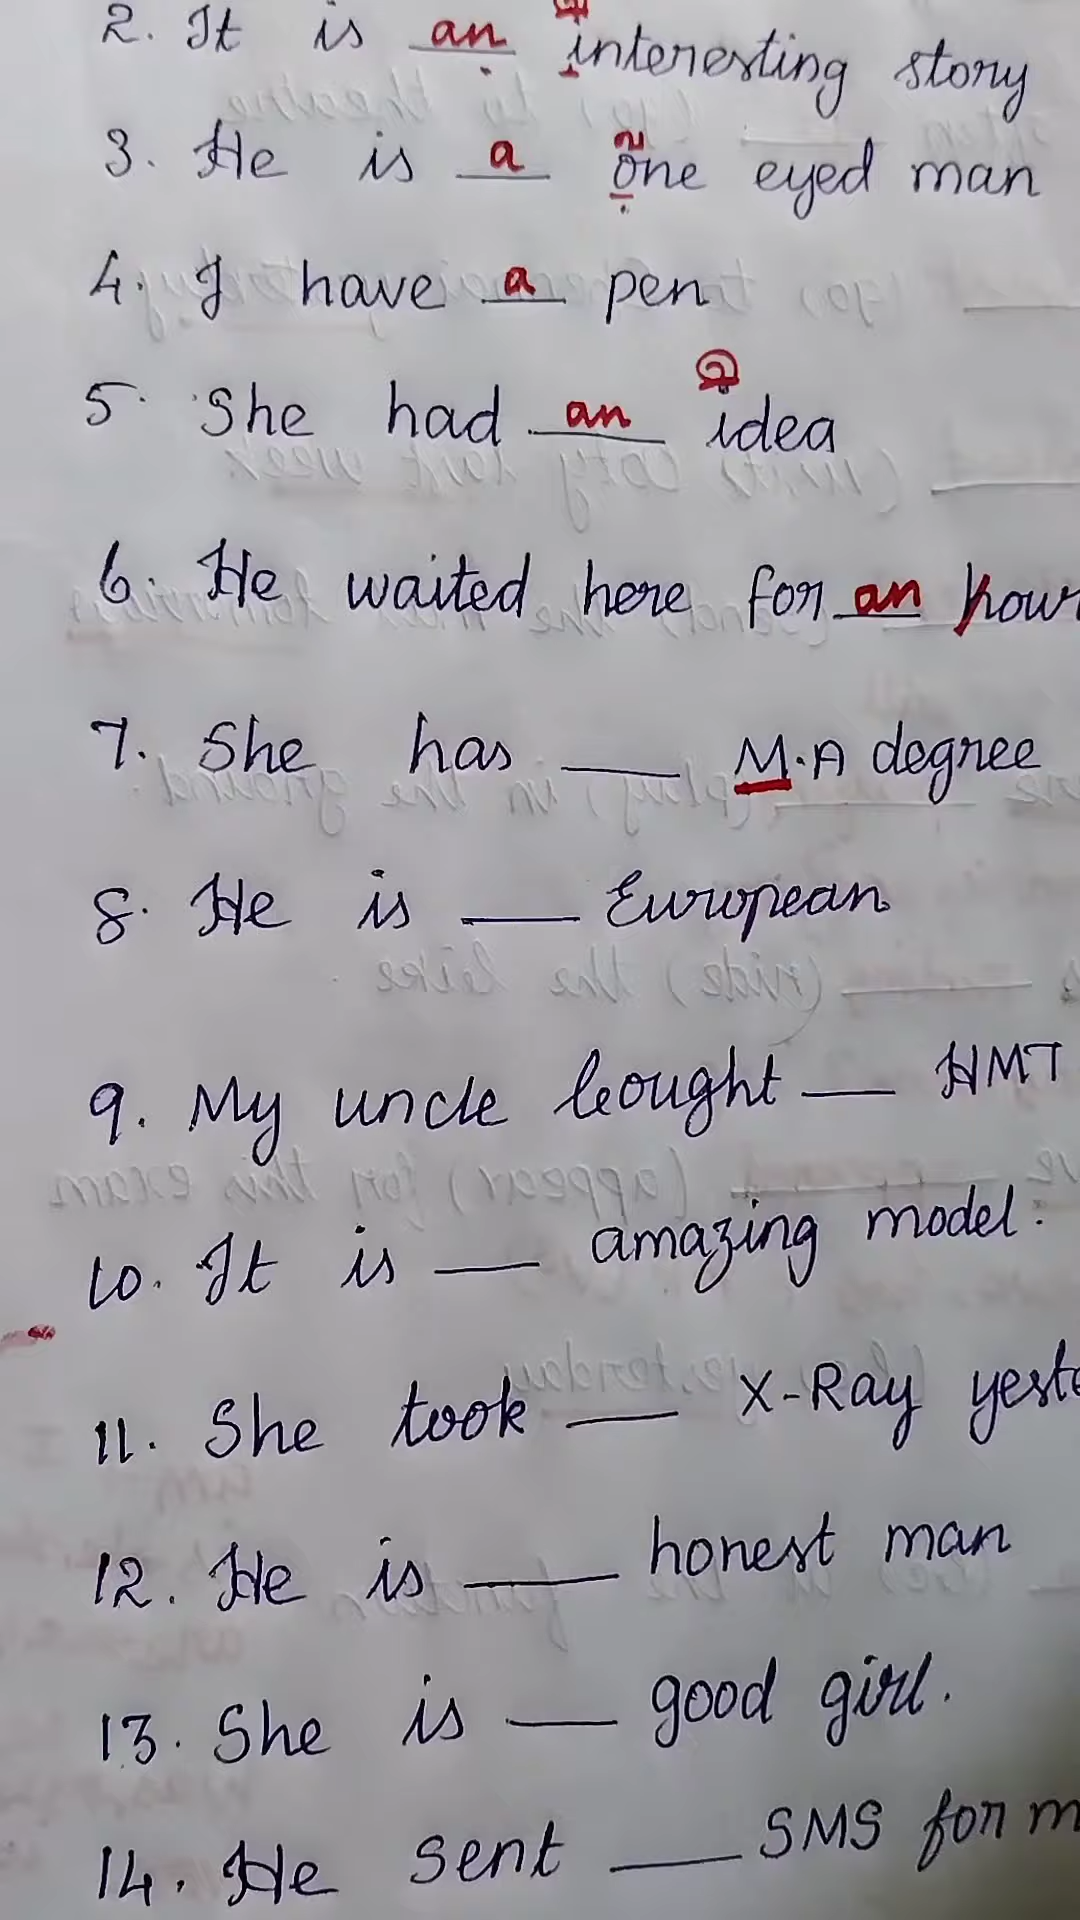 2. It is an interesting story
3. He is a one eyed man
4. I have a pen
இ
5. She had an idea
6. He waited here for an hour
7. She has ___ M.A degree
8. He is ___ European
9. My uncle bought ___ HMT
10. It is ___ amazing model.
11. She took ___ X-Ray
12. He is ___ honest man
13. She is ___ good girl.
14. He sent ___ SMS for